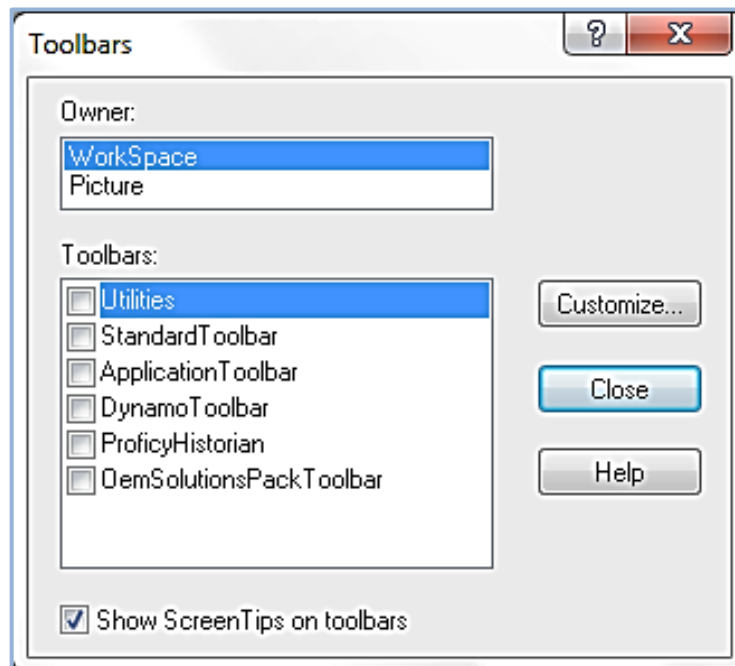 Toolbars
Owner:
WorkSpace
Picture
Toolbars:
Utilities
StandardToolbar
ApplicationToolbar
DynamoToolbar
ProficyHistorian
OemSolutionsPackToolbar
Customize...
Close
Help
Show ScreenTips on toolbars